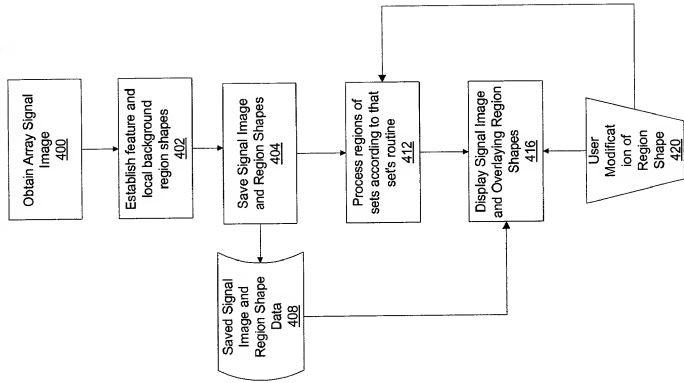 Obtain Array Signal
Image
400
Establish feature and
local background
region shapes
402
Save Signal Image
and Region Shapes
404
Saved Signal
Image and
Region Shape
Data
408
Process regions of
sets according to that
set's routine
412
Display Signal Image
and Overlaying Region
Shapes
416
User
Modificat
ion of
Region
Shape
420